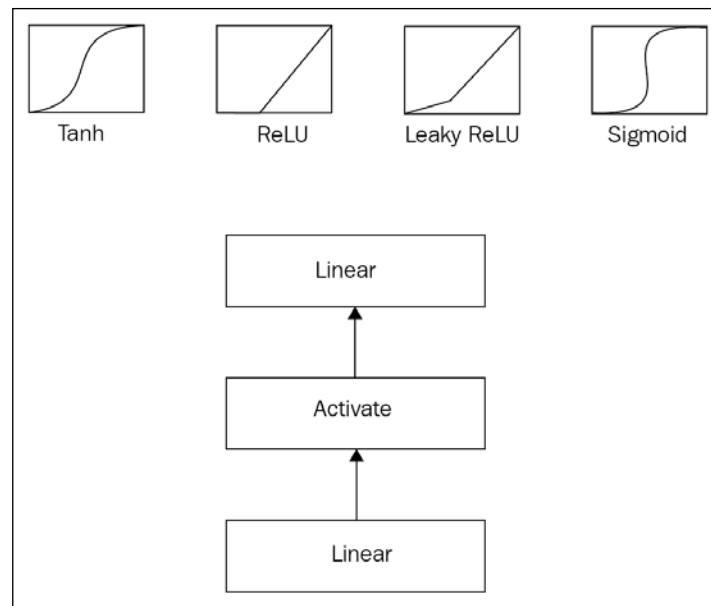 Tanh
ReLU
Leaky ReLU
Sigmoid
Linear
Activate
Linear